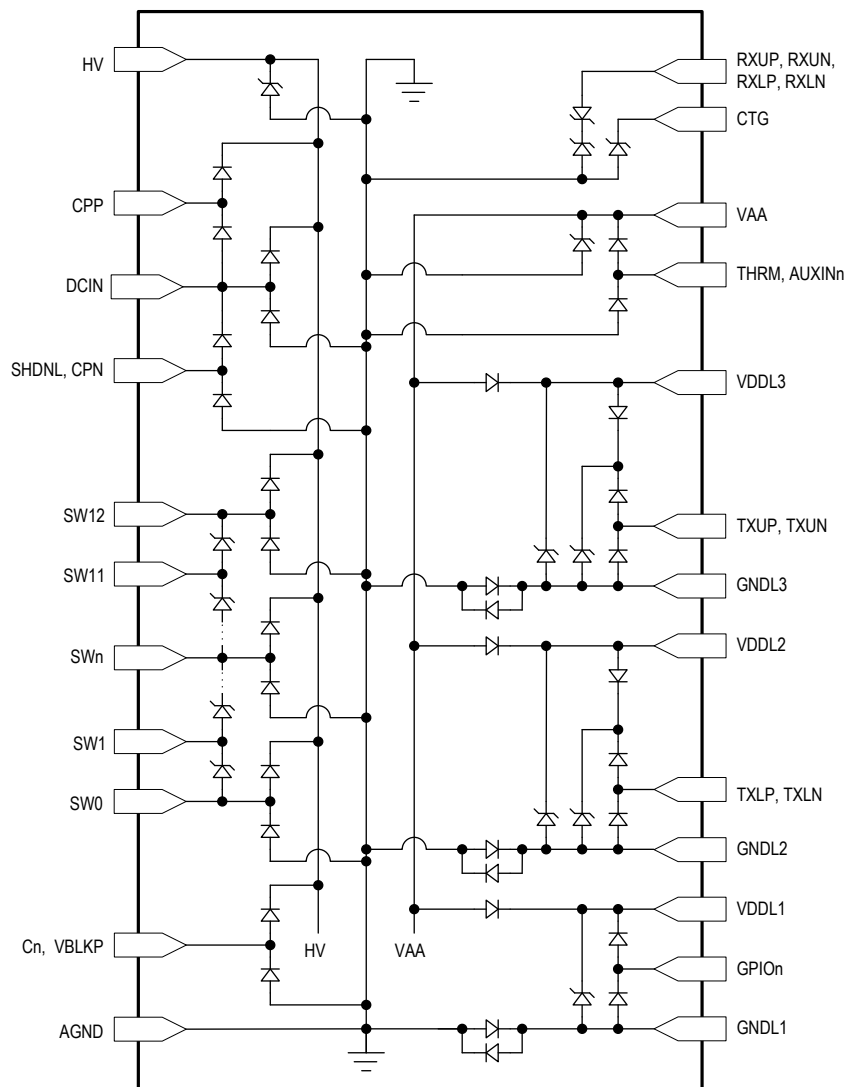 HV
CPP
DCIN
SHDNL, CPN
SW12
SW11
SWn
SW1
SW0
Cn, VBLKP
AGND
HV
VAA
RXUP, RXUN,
RXLP, RXLN
CTG
VAA
THRM, AUXINn
VDDL3
TXUP, TXUN
GNDL3
VDDL2
TXLP, TXLN
GNDL2
VDDL1
GPIOn
GNDL1